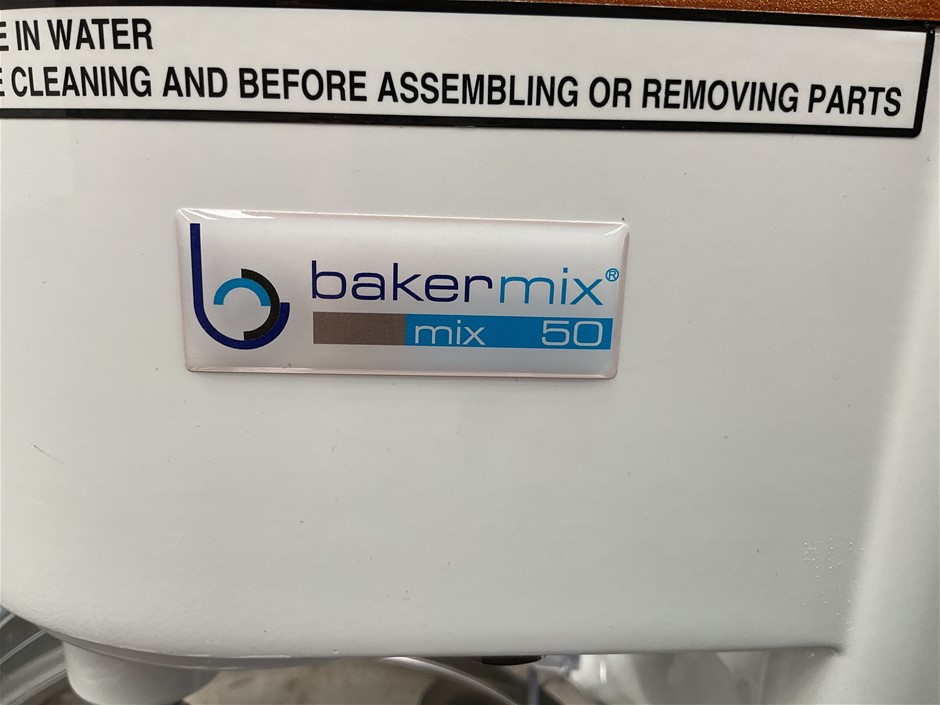 IN WATER
CLEANING AND BEFORE ASSEMBLING OR REMOVING PARTS
bakermix®
mix 50